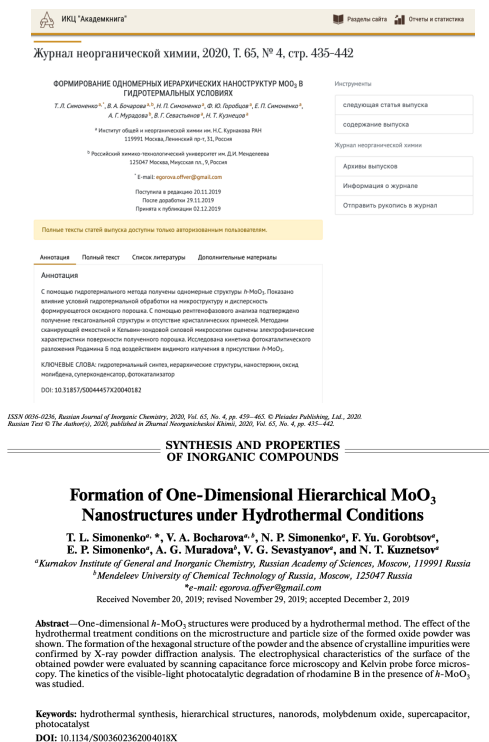 ИКЦ "Академкнига"
Разделы сайта
Отчеты и статистика
Журнал неорганической химии, 2020, T. 65, № 4, стр. 435-442
ФОРМИРОВАНИЕ ОДНОМЕРНЫХ ИЕРАРХИЧЕСКИХ НАНОСТРУКТУР MOO3 В
ГИДРОТЕРМАЛЬНЫХ УСЛОВИЯХ
Т. Л. Симоненко a, *, В. А. Бочарова a, b, Н. П. Симоненко a, Ф. Ю. Горобцов a, Е. П. Симоненко a,
А. Г. Мурадова b, В. Г. Севастьянов a, Н. Т. Кузнецов a
a Институт общей и неорганической химии им. Н.С. Курнакова РАН
119991 Москва, Ленинский пр-т, 31, Россия
b Российский химико-технологический университет им. Д.И. Менделеева
125047 Москва, Миусская пл., 9, Россия
* E-mail: egorova.offver@gmail.com
Поступила в редакцию 20.11.2019
После доработки 29.11.2019
Принята к публикации 02.12.2019
Полные тексты статей выпуска доступны только авторизованным пользователям.
Аннотация Полный текст Список литературы Дополнительные материалы
Аннотация
С помощью гидротермального метода получены одномерные структуры h-MoO3. Показано
влияние условий гидротермальной обработки на микроструктуру и дисперсность
формирующегося оксидного порошка. С помощью рентгенофазового анализа подтверждено
получение гексагональной структуры и отсутствие кристаллических примесей. Методами
сканирующей емкостной и Кельвин-зондовой силовой микроскопии оценены электрофизические
характеристики поверхности полученного порошка. Исследована кинетика фотокаталитического
разложения Родамина Б под воздействием видимого излучения в присутствии h-MoO3.
КЛЮЧЕВЫЕ СЛОВА: гидротермальный синтез, иерархические структуры, наностержни, оксид
молибдена, суперконденсатор, фотокатализатор
DOI: 10.31857/S0044457X20040182
Инструменты
следующая статья выпуска
содержание выпуска
Журнал неорганической химии
Архивы выпусков
Информация о журнале
Отправить рукопись в журнал
ISSN 0036-0236, Russian Journal of Inorganic Chemistry, 2020, Vol. 65, No. 4, pp. 459–465. © Pleiades Publishing, Ltd., 2020.
Russian Text © The Author(s), 2020, published in Zhurnal Neorganicheskoi Khimii, 2020, Vol. 65, No. 4, pp. 435–442.
SYNTHESIS AND PROPERTIES
OF INORGANIC COMPOUNDS
Formation of One-Dimensional Hierarchical MoO3
Nanostructures under Hydrothermal Conditions
T. L. Simonenkoa, *, V. A. Bocharovaa, b, N. P. Simonenkoa, F. Yu. Gorobtsova,
E. P. Simonenkoa, A. G. Muradovab, V. G. Sevastyanova, and N. T. Kuznetsova
aKurnakov Institute of General and Inorganic Chemistry, Russian Academy of Sciences, Moscow, 119991 Russia
bMendeleev University of Chemical Technology of Russia, Moscow, 125047 Russia
*e-mail: egorova.offver@gmail.com
Received November 20, 2019; revised November 29, 2019; accepted December 2, 2019
Abstract—One-dimensional h-MoO3 structures were produced by a hydrothermal method. The effect of the
hydrothermal treatment conditions on the microstructure and particle size of the formed oxide powder was
shown. The formation of the hexagonal structure of the powder and the absence of crystalline impurities were
confirmed by X-ray powder diffraction analysis. The electrophysical characteristics of the surface of the
obtained powder were evaluated by scanning capacitance force microscopy and Kelvin probe force micros-
copy. The kinetics of the visible-light photocatalytic degradation of rhodamine B in the presence of h-MoO3
was studied.
Keywords: hydrothermal synthesis, hierarchical structures, nanorods, molybdenum oxide, supercapacitor,
photocatalyst
DOI: 10.1134/S003602362004018X